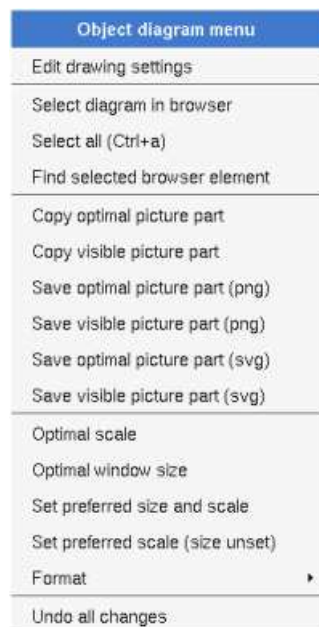 Object diagram menu
Edit drawing settings
Select diagram in browser
Select all (Ctrl+a)
Find selected browser element
Copy optimal picture part
Copy visible picture part
Save optimal picture part (png)
Save visible picture part (png)
Save optimal picture part (svg)
Save visible picture part (svg)
Optimal scale
Optimal window size
Set preferred size and scale
Set preferred scale (size unset)
Format
Undo all changes